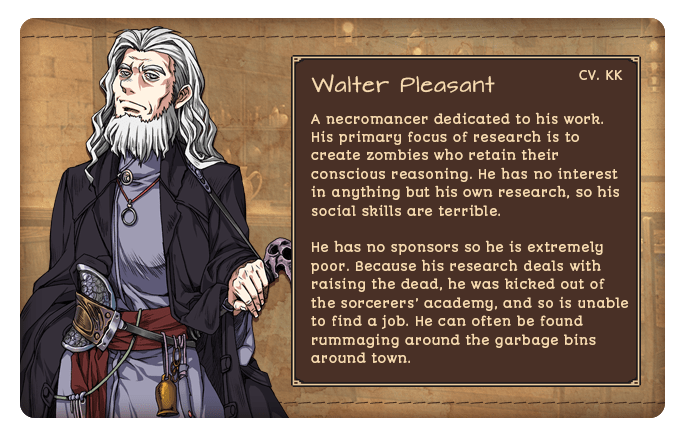 Walter Pleasant
CV. KK
A necromancer dedicated to his work.
His primary focus of research is to
create zombies who retain their
conscious reasoning. He has no interest
in anything but his own research, so his
social skills are terrible.
He has no sponsors so he is extremely
poor. Because his research deals with
raising the dead, he was kicked out of
the sorcerers' academy, and so is unable
to find a job. He can often be found
rummaging around the garbage bins
around town.